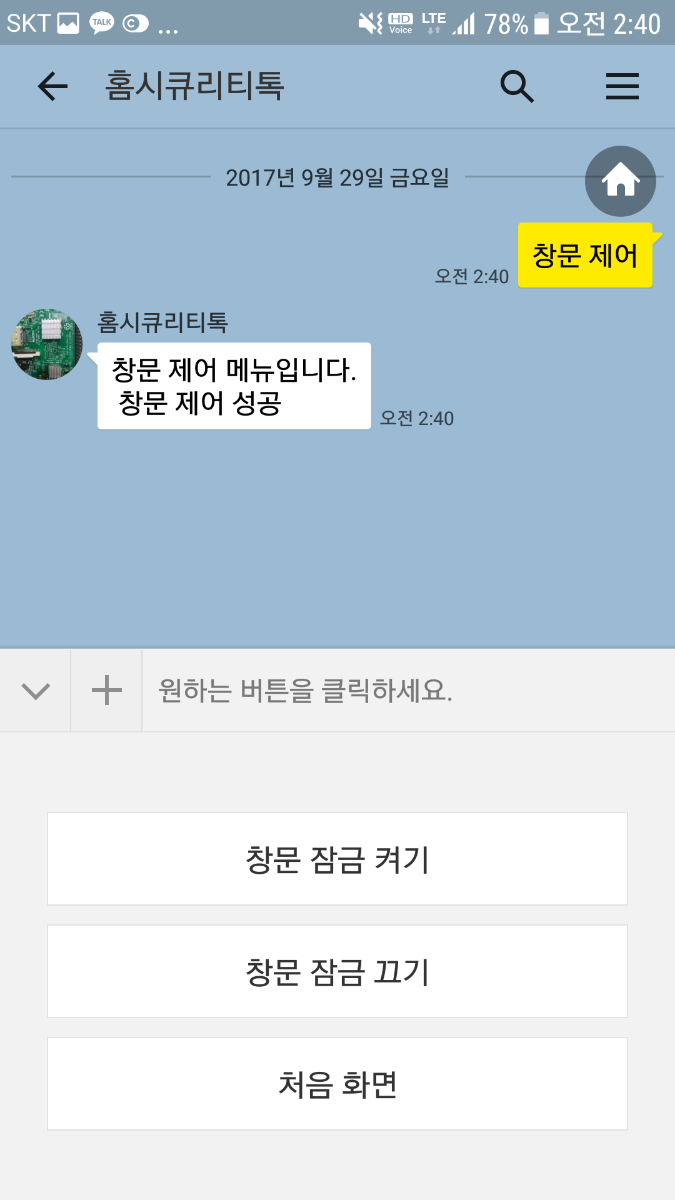 SKT TALK © ... HD Voice LTE 78% 오전 2:40
홈시큐리티톡
2017년 9월 29일 금요일
창문 제어
오전 2:40
홈시큐리티톡
창문 제어 메뉴입니다.
창문 제어 성공
오전 2:40
원하는 버튼을 클릭하세요.
창문 잠금 켜기
창문 잠금 끄기
처음 화면